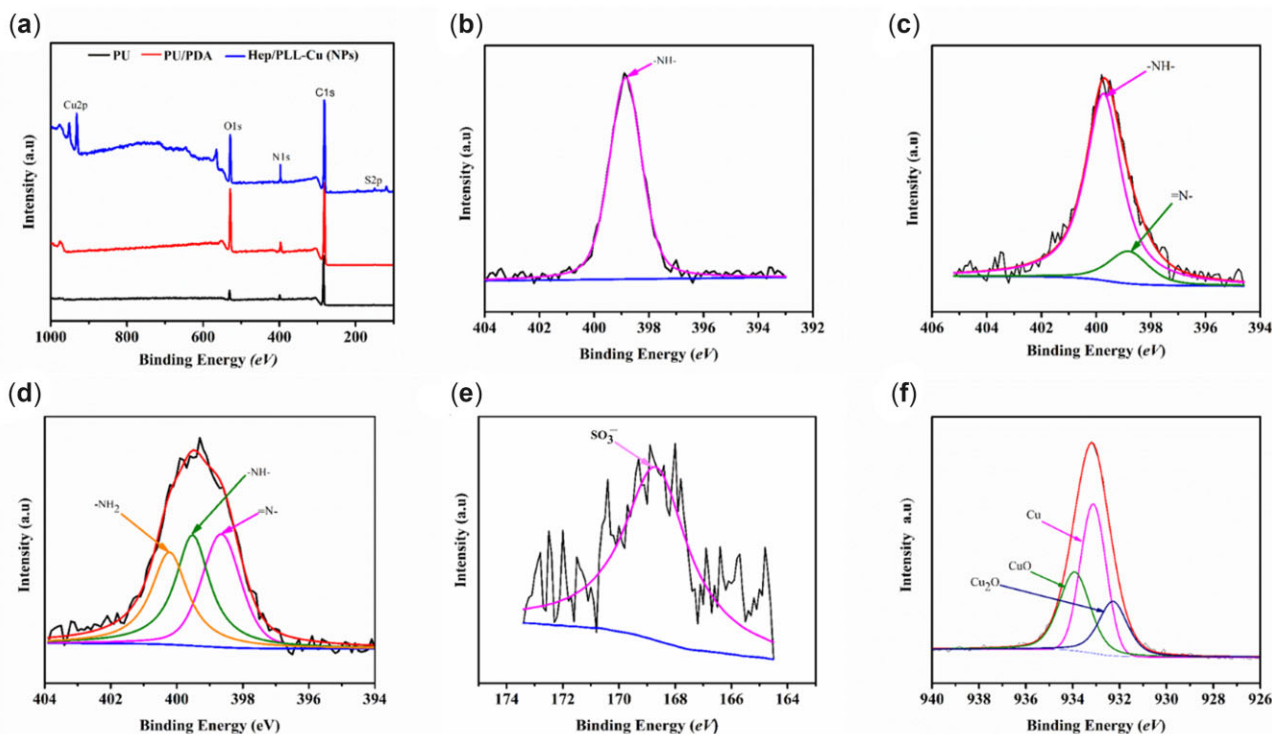 (a)
PU PU/PDA Hep/PLL-Cu (NPs)
Cu2p
O1s
N1s
C1s
S2p
Intensity (a.u)
1000 800 600 400 200
Binding Energy (eV)
(b)
-NH-
Intensity (a.u)
404 402 400 398 396 394 392
Binding Energy (eV)
(c)
-NH-
=N-
Intensity (a.u)
406 404 402 400 398 396 394
Binding Energy (eV)
(d)
-NH2
-NH-
=N-
Intensity (a.u)
404 402 400 398 396 394
Binding Energy (eV)
(e)
SO3−
Intensity (a.u)
174 172 170 168 166 164
Binding Energy (eV)
(f)
Cu
CuO
Cu2O
Intensity a.u)
940 938 936 934 932 930 928 926
Binding Energy (eV)